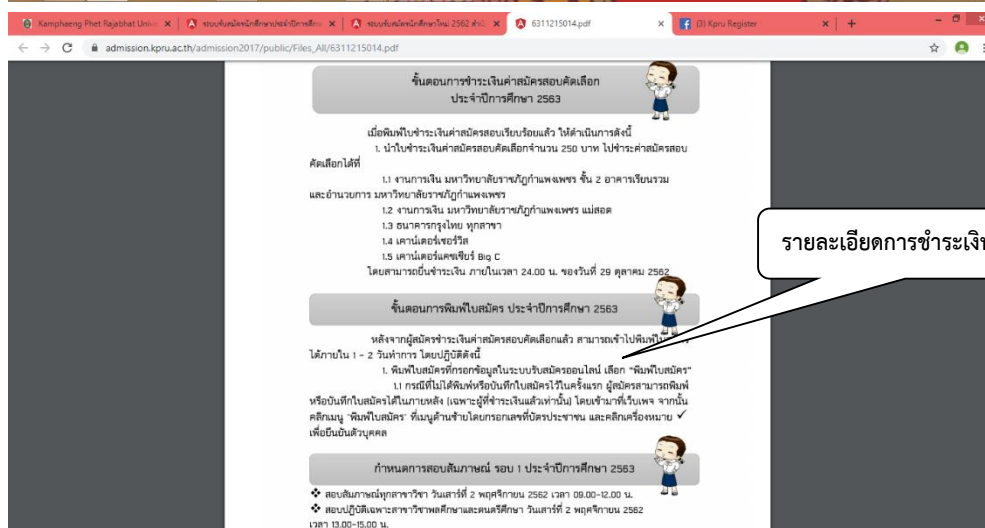 Kamphaeng Phet Rajabhat Unive
ระบบรับสมัครนักศึกษาใหม่ 2562 สำนั
6311215014.pdf
(3) Kpru Register
admission.kpru.ac.th/admission2017/public/Files_All/6311215014.pdf
ขั้นตอนการชำระเงินค่าสมัครสอบคัดเลือก
ประจำปีการศึกษา 2563
เมื่อพิมพ์ใบชำระเงินค่าสมัครสอบเรียบร้อยแล้ว ให้ดำเนินการดังนี้
1. นำใบชำระเงินค่าสมัครสอบคัดเลือกจำนวน 250 บาท ไปชำระค่าสมัครสอบ
คัดเลือกได้ที่
1.1 งานการเงิน มหาวิทยาลัยราชภัฏกำแพงเพชร ชั้น 2 อาคารเรียนรวม
และอำนวยการ มหาวิทยาลัยราชภัฏกำแพงเพชร
1.2 งานการเงิน มหาวิทยาลัยราชภัฏกำแพงเพชร แม่สอด
1.3 ธนาคารกรุงไทย ทุกสาขา
1.4 เคาน์เตอร์เซอร์วิส
1.5 เคาน์เตอร์แคชเชียร์ Big C
โดยสามารถยื่นชำระเงิน ภายในเวลา 24.00 น. ของวันที่ 29 ตุลาคม 2562
รายละเอียดการชำระเงิน
ขั้นตอนการพิมพ์ใบสมัคร ประจำปีการศึกษา 2563
หลังจากผู้สมัครชำระเงินค่าสมัครสอบคัดเลือกแล้ว สามารถเข้าไปพิมพ์
ได้ภายใน 1 - 2 วันทำการ โดยปฏิบัติดังนี้
1. พิมพ์ใบสมัครที่กรอกข้อมูลในระบบรับสมัครออนไลน์ เลือก "พิมพ์ใบสมัคร"
1.1 กรณีที่ไม่ได้พิมพ์หรือบันทึกใบสมัครไว้ในครั้งแรก ผู้สมัครสามารถพิมพ์
หรือบันทึกใบสมัครได้ในภายหลัง (เฉพาะผู้ที่ชำระเงินแล้วเท่านั้น) โดยเข้ามาที่เว็บเพจ จากนั้น
คลิกเมนู "พิมพ์ใบสมัคร" ที่เมนูด้านซ้ายโดยกรอกเลขที่บัตรประชาชน และคลิกเครื่องหมาย ✓
เพื่อยืนยันตัวบุคคล
กำหนดการสอบสัมภาษณ์ รอบ 1 ประจำปีการศึกษา 2563
❖ สอบสัมภาษณ์ทุกสาขาวิชา วันเสาร์ที่ 2 พฤศจิกายน 2562 เวลา 09.00-12.00 น.
❖ สอบปฏิบัติเฉพาะสาขาวิชาพลศึกษาและดนตรีศึกษา วันเสาร์ที่ 2 พฤศจิกายน 2562
เวลา 13.00-15.00 น.